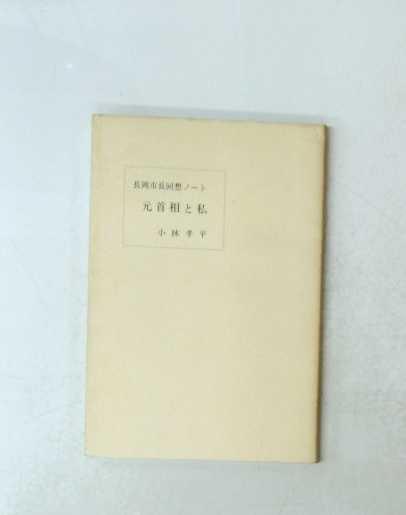 長岡市長回想ノート
元首相と私
小林孝平